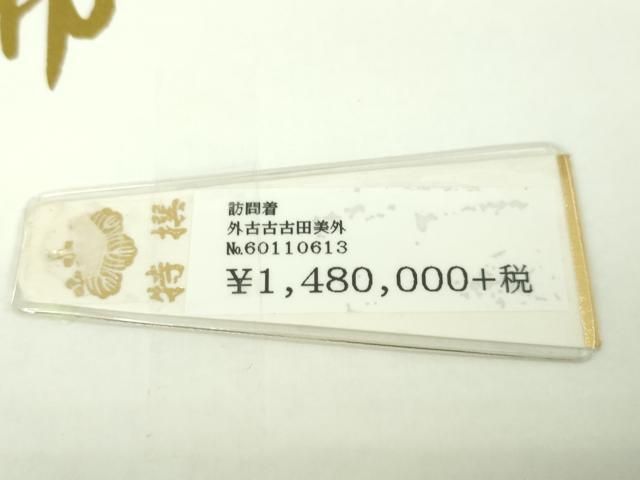 特撰
訪問着
外古古古田美外
№60110613
¥1,480,000+税